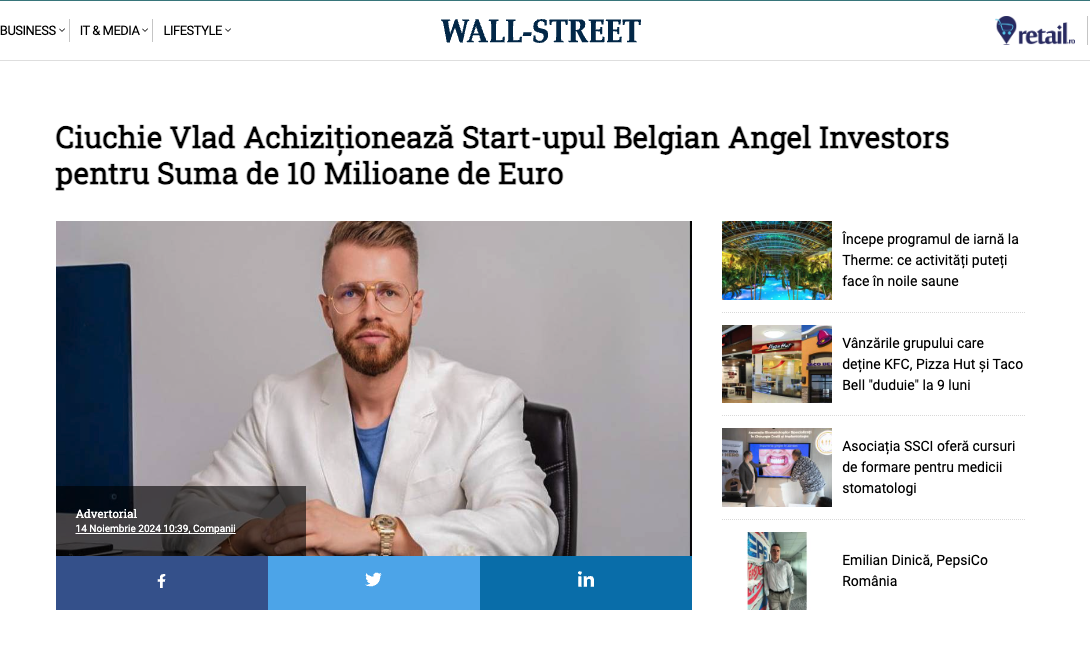 BUSINESS
IT & MEDIA
LIFESTYLE
WALL-STREET
retail.ro
Ciuchie Vlad Achiziționează Start-upul Belgian Angel Investors
pentru Suma de 10 Milioane de Euro
Advertorial
14 Noiembrie 2024 10:39, Companii
Începe programul de iarnă la
Therme: ce activități puteți
face în noile saune
Vânzările grupului care
deține KFC, Pizza Hut și Taco
Bell "duduie" la 9 luni
Asociația SSCI oferă cursuri
de formare pentru medicii
stomatologi
Emilian Dinică, PepsiCo
România